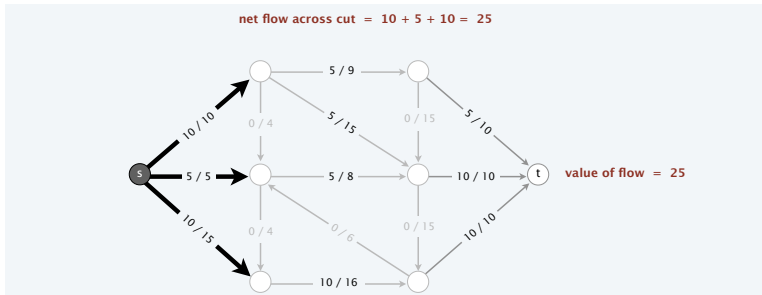 net flow across cut = 10 + 5 + 10 = 25
5 / 9
10 / 10
0 / 4
5 / 15
0 / 15
5 / 10
s
5 / 5
5 / 8
10 / 10
t
value of flow = 25
10 / 15
0 / 4
0 / 6
0 / 15
10 / 10
10 / 16